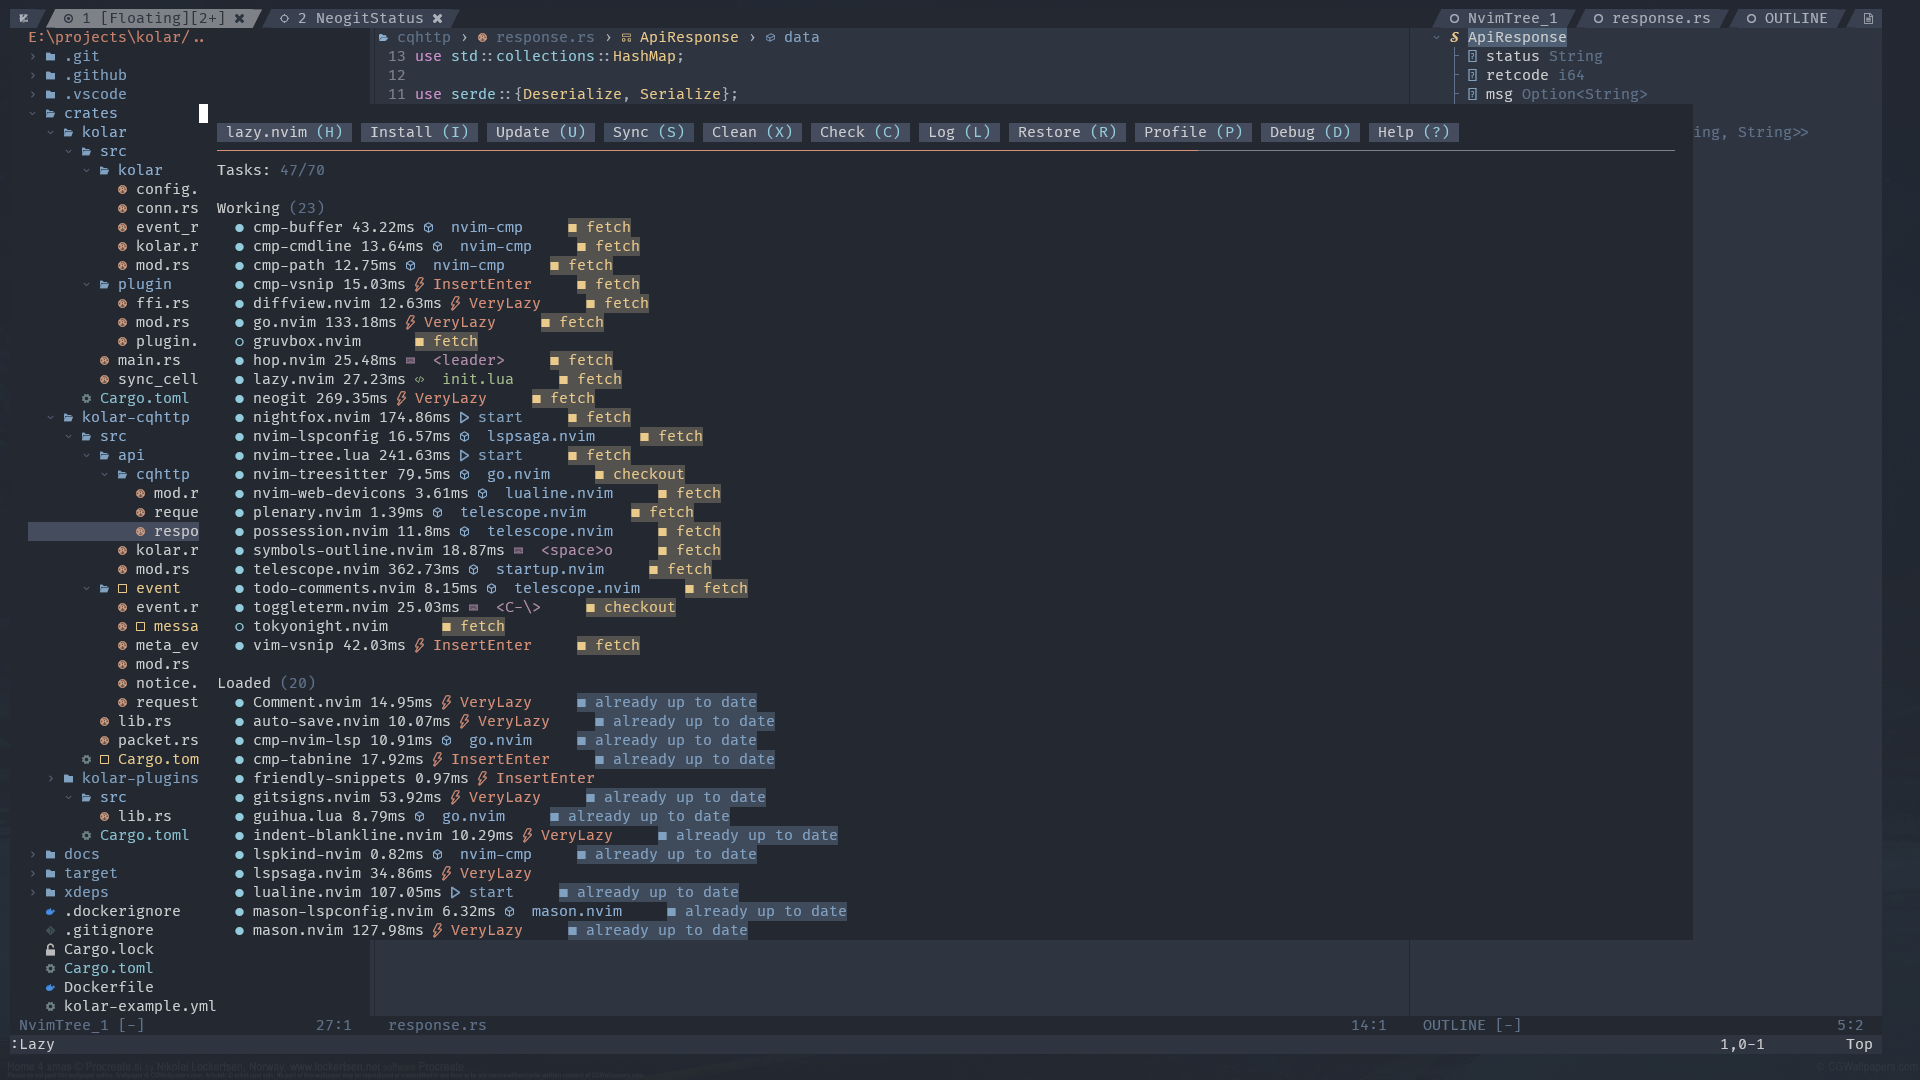 1 [Floating][2+] ✖ 2 NeogitStatus ✖ NvimTree_1 response.rs OUTLINE
E:\projects\kolar/..
.git
.github
.vscode
crates
kolar
src
kolar
config.
conn.rs
event_r
kolar.r
mod.rs
plugin
ffi.rs
mod.rs
plugin.
main.rs
sync_cell
Cargo.toml
kolar-cqhttp
src
api
cqhttp
mod.r
reque
respo
kolar.r
mod.rs
event
event.r
messa
meta_ev
mod.rs
notice.
request
lib.rs
packet.rs
Cargo.tom
kolar-plugins
src
lib.rs
Cargo.toml
docs
target
xdeps
.dockerignore
.gitignore
Cargo.lock
Cargo.toml
Dockerfile
kolar-example.yml
cqhttp › response.rs › ApiResponse › data
13 use std::collections::HashMap;
12
11 use serde::{Deserialize, Serialize};
ApiResponse
status String
retcode i64
msg Option<String>
ing, String>>
lazy.nvim (H) Install (I) Update (U) Sync (S) Clean (X) Check (C) Log (L) Restore (R) Profile (P) Debug (D) Help (?)
Tasks: 47/70
Working (23)
● cmp-buffer 43.22ms nvim-cmp ■ fetch
● cmp-cmdline 13.64ms nvim-cmp ■ fetch
● cmp-path 12.75ms nvim-cmp ■ fetch
● cmp-vsnip 15.03ms InsertEnter ■ fetch
● diffview.nvim 12.63ms VeryLazy ■ fetch
● go.nvim 133.18ms VeryLazy ■ fetch
○ gruvbox.nvim ■ fetch
● hop.nvim 25.48ms <leader> ■ fetch
● lazy.nvim 27.23ms init.lua ■ fetch
● neogit 269.35ms VeryLazy ■ fetch
● nightfox.nvim 174.86ms start ■ fetch
● nvim-lspconfig 16.57ms lspsaga.nvim ■ fetch
● nvim-tree.lua 241.63ms start ■ fetch
● nvim-treesitter 79.5ms go.nvim ■ checkout
● nvim-web-devicons 3.61ms lualine.nvim ■ fetch
● plenary.nvim 1.39ms telescope.nvim ■ fetch
● possession.nvim 11.8ms telescope.nvim ■ fetch
● symbols-outline.nvim 18.87ms <space>o ■ fetch
● telescope.nvim 362.73ms startup.nvim ■ fetch
● todo-comments.nvim 8.15ms telescope.nvim ■ fetch
● toggleterm.nvim 25.03ms <C-\> ■ checkout
○ tokyonight.nvim ■ fetch
● vim-vsnip 42.03ms InsertEnter ■ fetch
Loaded (20)
● Comment.nvim 14.95ms VeryLazy ■ already up to date
● auto-save.nvim 10.07ms VeryLazy ■ already up to date
● cmp-nvim-lsp 10.91ms go.nvim ■ already up to date
● cmp-tabnine 17.92ms InsertEnter ■ already up to date
● friendly-snippets 0.97ms InsertEnter
● gitsigns.nvim 53.92ms VeryLazy ■ already up to date
● guihua.lua 8.79ms go.nvim ■ already up to date
● indent-blankline.nvim 10.29ms VeryLazy ■ already up to date
● lspkind-nvim 0.82ms nvim-cmp ■ already up to date
● lspsaga.nvim 34.86ms VeryLazy
● lualine.nvim 107.05ms start ■ already up to date
● mason-lspconfig.nvim 6.32ms mason.nvim ■ already up to date
● mason.nvim 127.98ms VeryLazy ■ already up to date
NvimTree_1 [-] 27:1 response.rs 14:1 OUTLINE [-] 5:2
:Lazy 1,0-1 Top